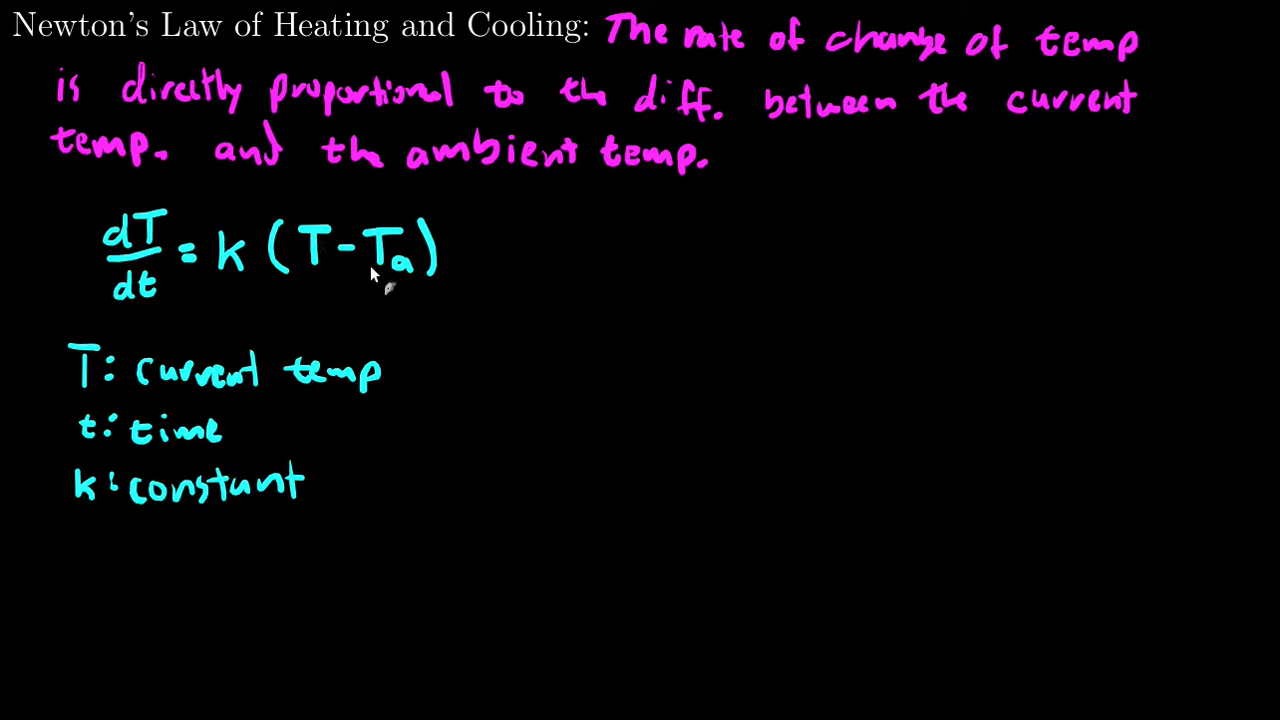 Newton's Law of Heating and Cooling: The rate of change of temp
is directly proportional to the diff. between the current
temp. and the ambient temp.
dT/dt = k (T - Tₐ)
T: current temp
t: time
k: constant